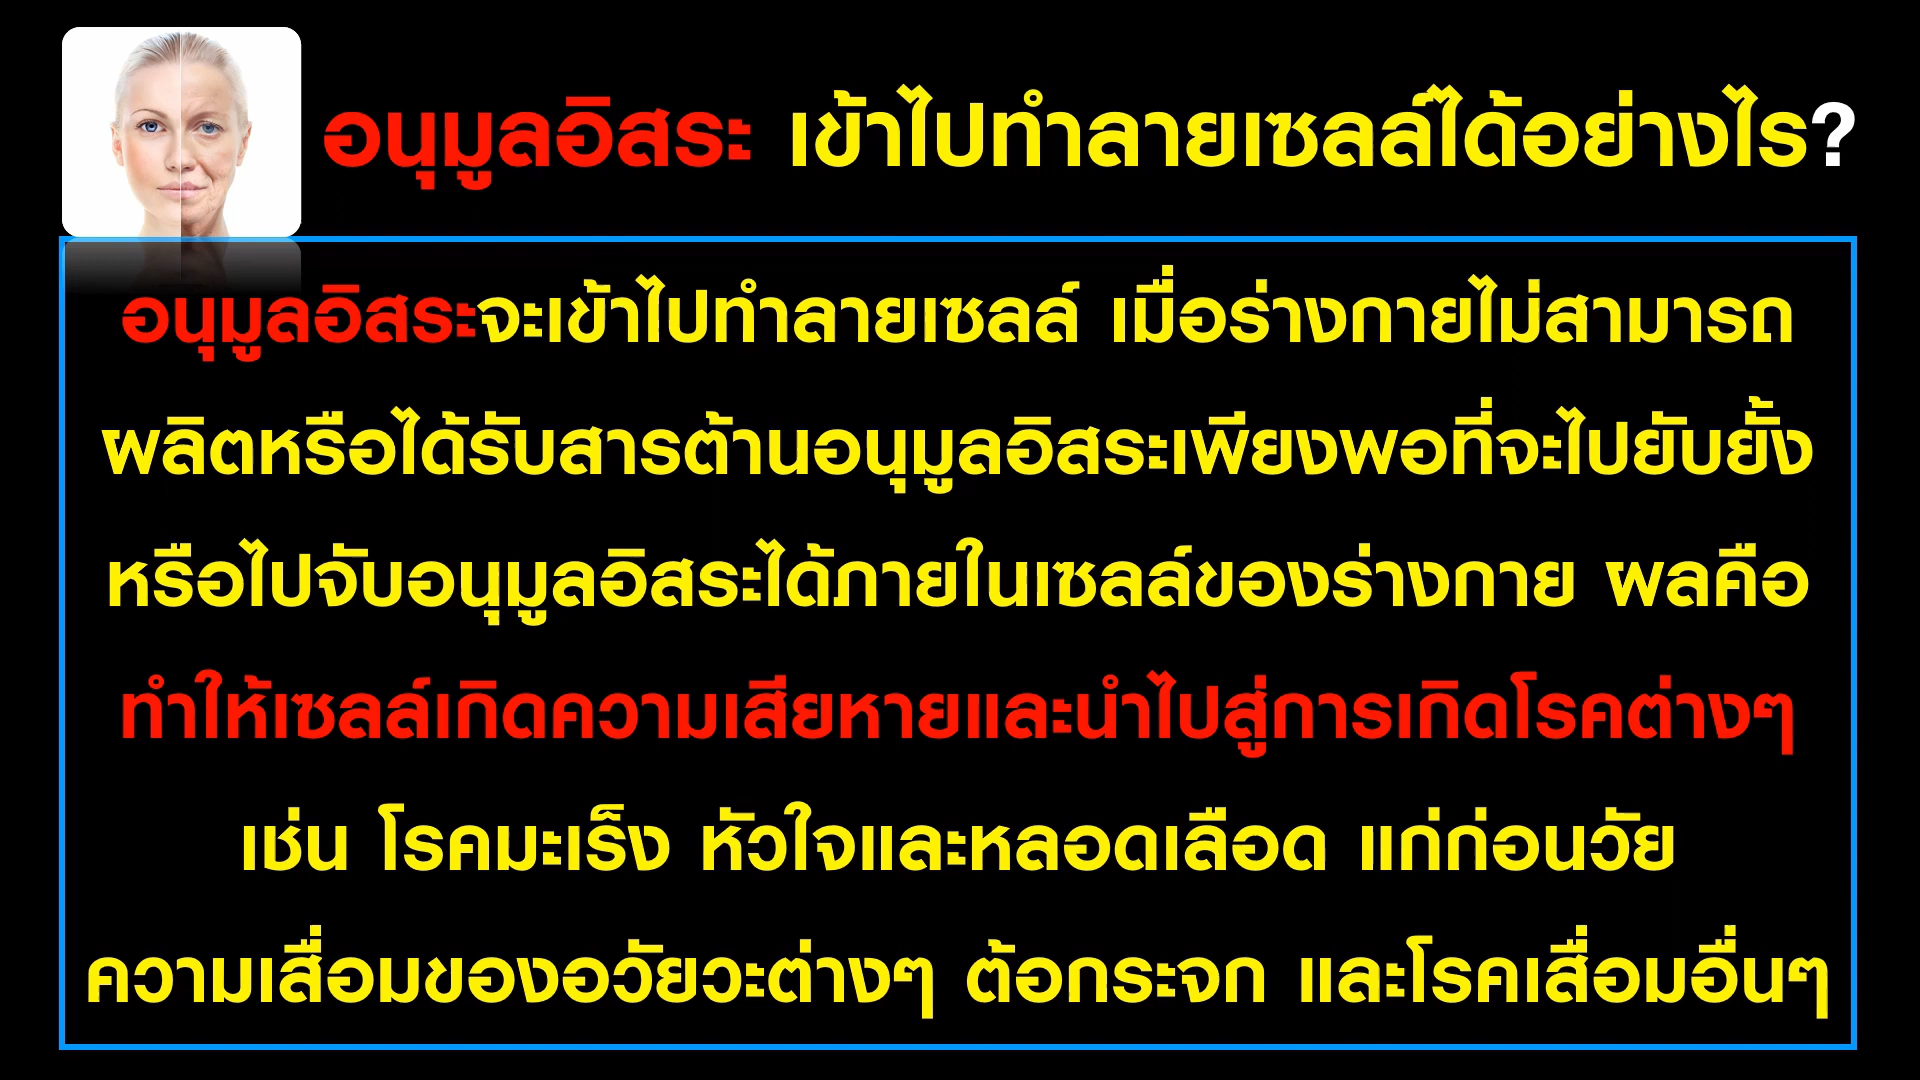 อนุมูลอิสระ เข้าไปทำลายเซลล์ได้อย่างไร?
อนุมูลอิสระจะเข้าไปทำลายเซลล์ เมื่อร่างกายไม่สามารถ
ผลิตหรือได้รับสารต้านอนุมูลอิสระเพียงพอที่จะไปยับยั้ง
หรือไปจับอนุมูลอิสระได้ภายในเซลล์ของร่างกาย ผลคือ
ทำให้เซลล์เกิดความเสียหายและนำไปสู่การเกิดโรคต่างๆ
เช่น โรคมะเร็ง หัวใจและหลอดเลือด แก่ก่อนวัย
ความเสื่อมของอวัยวะต่างๆ ต้อกระจก และโรคเสื่อมอื่นๆ